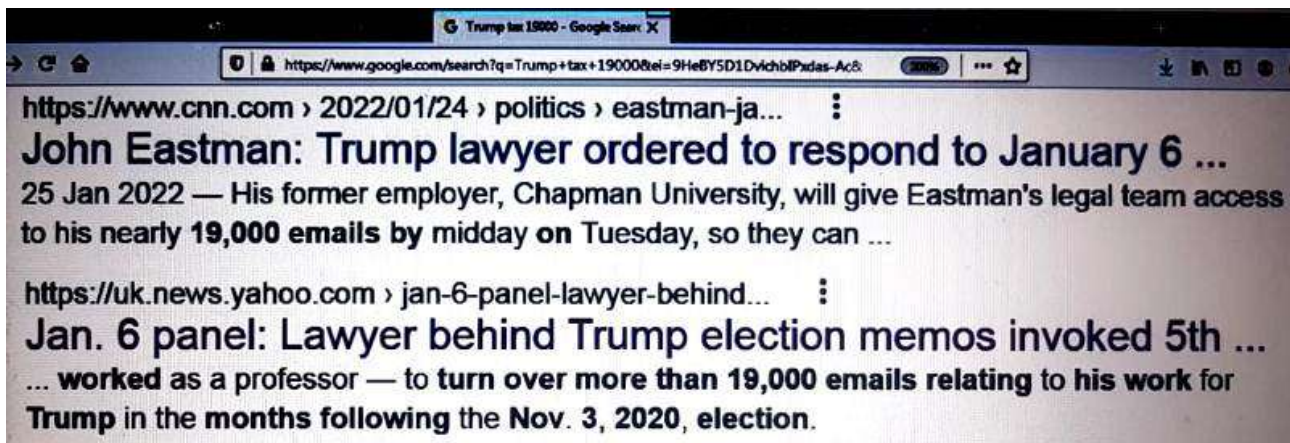 Trump tax 19000 - Google Searc X
https://www.google.com/search?q=Trump+tax+19000&ei=
https://www.cnn.com › 2022/01/24 › politics › eastman-ja...
John Eastman: Trump lawyer ordered to respond to January 6 ...
25 Jan 2022 — His former employer, Chapman University, will give Eastman's legal team access
to his nearly 19,000 emails by midday on Tuesday, so they can ...
https://uk.news.yahoo.com › jan-6-panel-lawyer-behind...
Jan. 6 panel: Lawyer behind Trump election memos invoked 5th ...
... worked as a professor — to turn over more than 19,000 emails relating to his work for
Trump in the months following the Nov. 3, 2020, election.